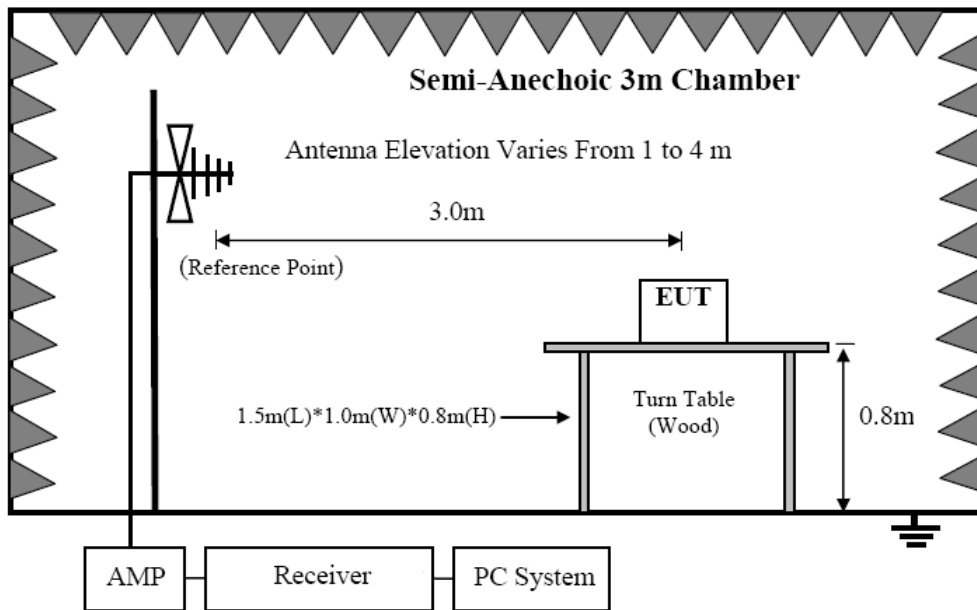 Semi-Anechoic 3m Chamber
Antenna Elevation Varies From 1 to 4 m
3.0m
(Reference Point)
EUT
1.5m(L)*1.0m(W)*0.8m(H)
Turn Table
(Wood)
0.8m
AMP
Receiver
PC System